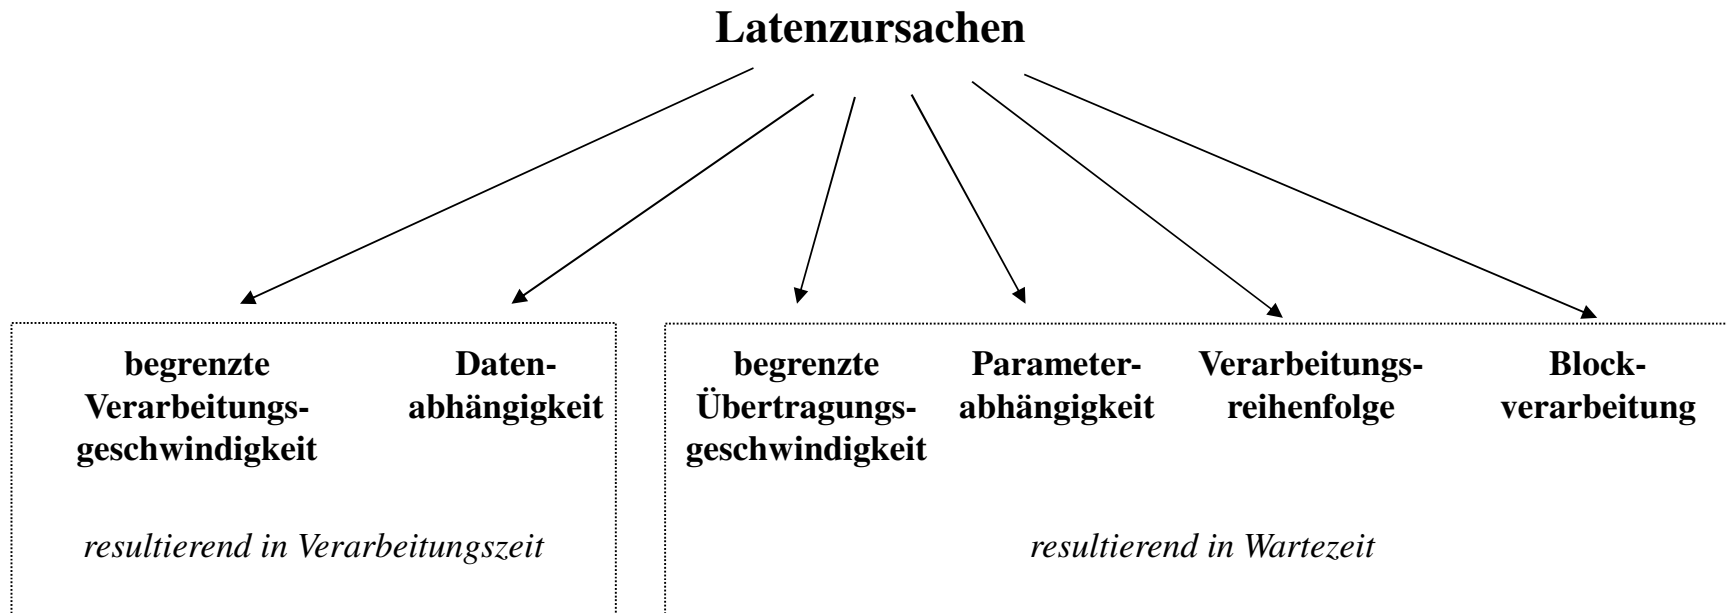 Latenzursachen
begrenzte
Verarbeitungs-
geschwindigkeit
Daten-
abhängigkeit
begrenzte
Übertragungs-
geschwindigkeit
Parameter-
abhängigkeit
Verarbeitungs-
reihenfolge
Block-
verarbeitung
resultierend in Verarbeitungszeit
resultierend in Wartezeit